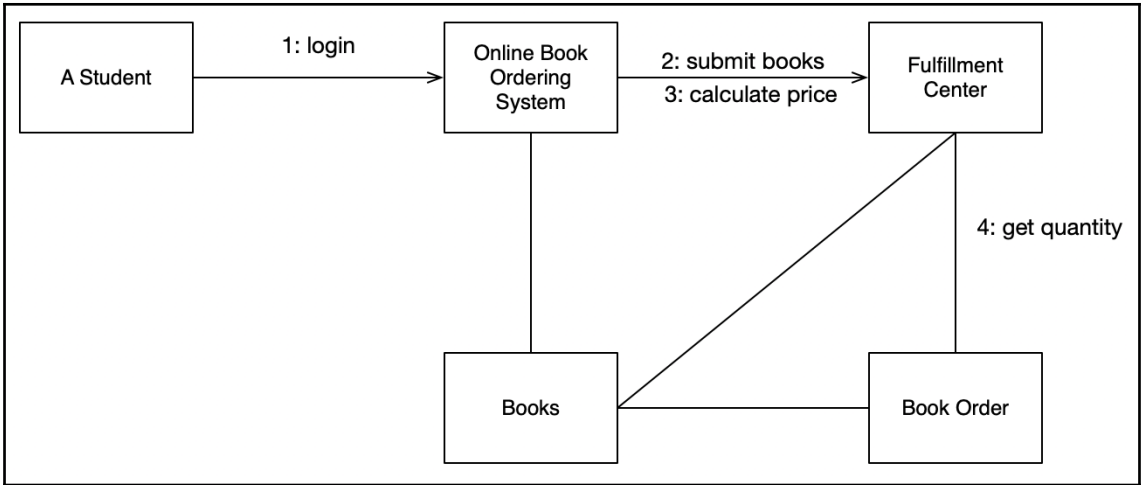 1: login
A Student
Online Book
Ordering
System
2: submit books
3: calculate price
Fulfillment
Center
4: get quantity
Books
Book Order